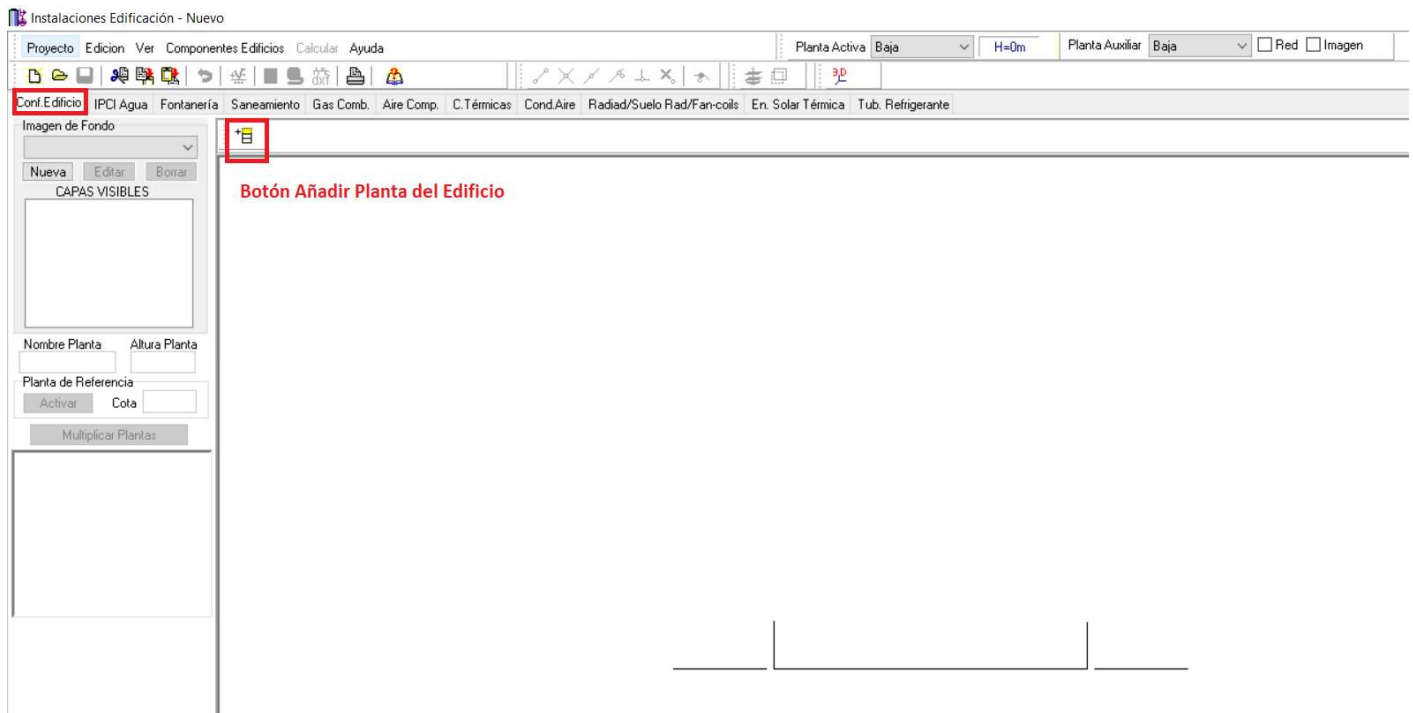 Instalaciones Edificación - Nuevo
Proyecto Edicion Ver Componentes Edificios Calcular Ayuda Planta Activa Baja H=0m Planta Auxiliar Baja Red Imagen
DXF 3D
Conf.Edificio IPCI Agua Fontanería Saneamiento Gas Comb. Aire Comp. C.Térmicas Cond.Aire Radiad/Suelo Rad/Fan-coils En. Solar Térmica Tub. Refrigerante
Imagen de Fondo
Nueva Editar Borrar
CAPAS VISIBLES
Botón Añadir Planta del Edificio
Nombre Planta Altura Planta
Planta de Referencia
Activar Cota
Multiplicar Plantas